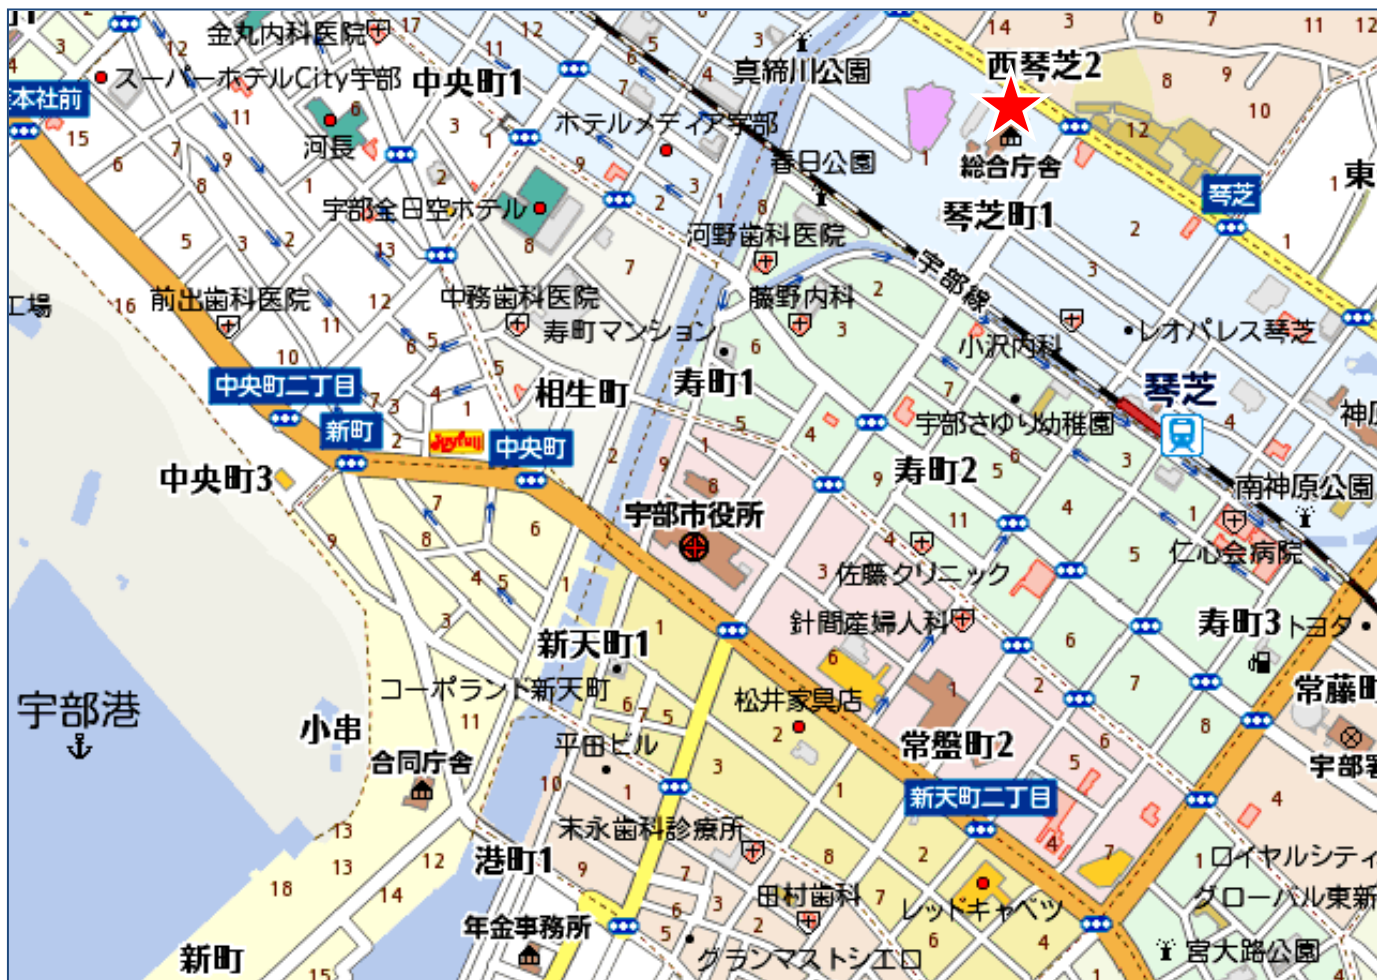 金丸内科医院
スーパーホテルCity宇部
中央町1
真締川公園
西琴芝2
本社前
河長
ホテルメディア宇部
春日公園
総合庁舎
琴芝
東
宇部全日空ホテル
琴芝町1
河野歯科医院
宇部線
工場
前出歯科医院
中務歯科医院
藤野内科
寿町マンション
小沢内科
レオパレス琴芝
中央町二丁目
相生町
寿町1
琴芝
新町
Joyfull
中央町
宇部さゆり幼稚園
神原
中央町3
寿町2
南神原公園
宇部市役所
仁心会病院
佐藤クリニック
針間産婦人科
寿町3
トヨタ
新天町1
コーポランド新天町
松井家具店
常藤町
宇部港
小串
平田ビル
常盤町2
合同庁舎
宇部署
新天町二丁目
末永歯科診療所
港町1
ロイヤルシティ
田村歯科
レッドキャベツ
グローバル東新
年金事務所
新町
グランマストシエロ
宮大路公園